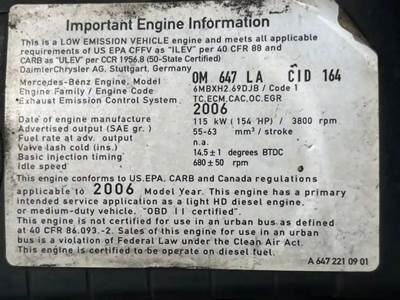 Important Engine Information
This is a LOW EMISSION VEHICLE engine and meets all applicable
requirements of US EPA CFFV as "ILEV" per 40 CFR 88 and
CARB as "ULEV" per CCR 1956.8 (50-State Certified)
DaimlerChrysler AG, Stuttgart, Germany
Mercedes-Benz Engine, Model OM 647 LA CID 164
Engine Family / Engine Code 6MBXH2.69DJB / Code 1
Exhaust Emission Control System TC,ECM,CAC,OC,EGR
Date of engine manufacture 2006
Advertised output (SAE gr.) 115 kW (154 HP) / 3800 rpm
Fuel rate at adv. output 55-63 mm³ / stroke
Valve lash cold (ins.) n.a.
Basic injection timing 14.5±1 degrees BTDC
Idle speed 680±50 rpm
This engine conforms to US.EPA, CARB and Canada regulations
applicable to 2006 Model Year. This engine has a primary
intended service application as a light HD diesel engine.
or medium-duty vehicle. "OBD II certified".
This engine is not certified for use in an urban bus as defined
at 40 CFR 86.093.-2. Sales of this engine for use in an urban
bus is a violation of Federal Law under the Clean Air Act.
This engine is certified to operate on diesel fuel.
A 647 221 09 01